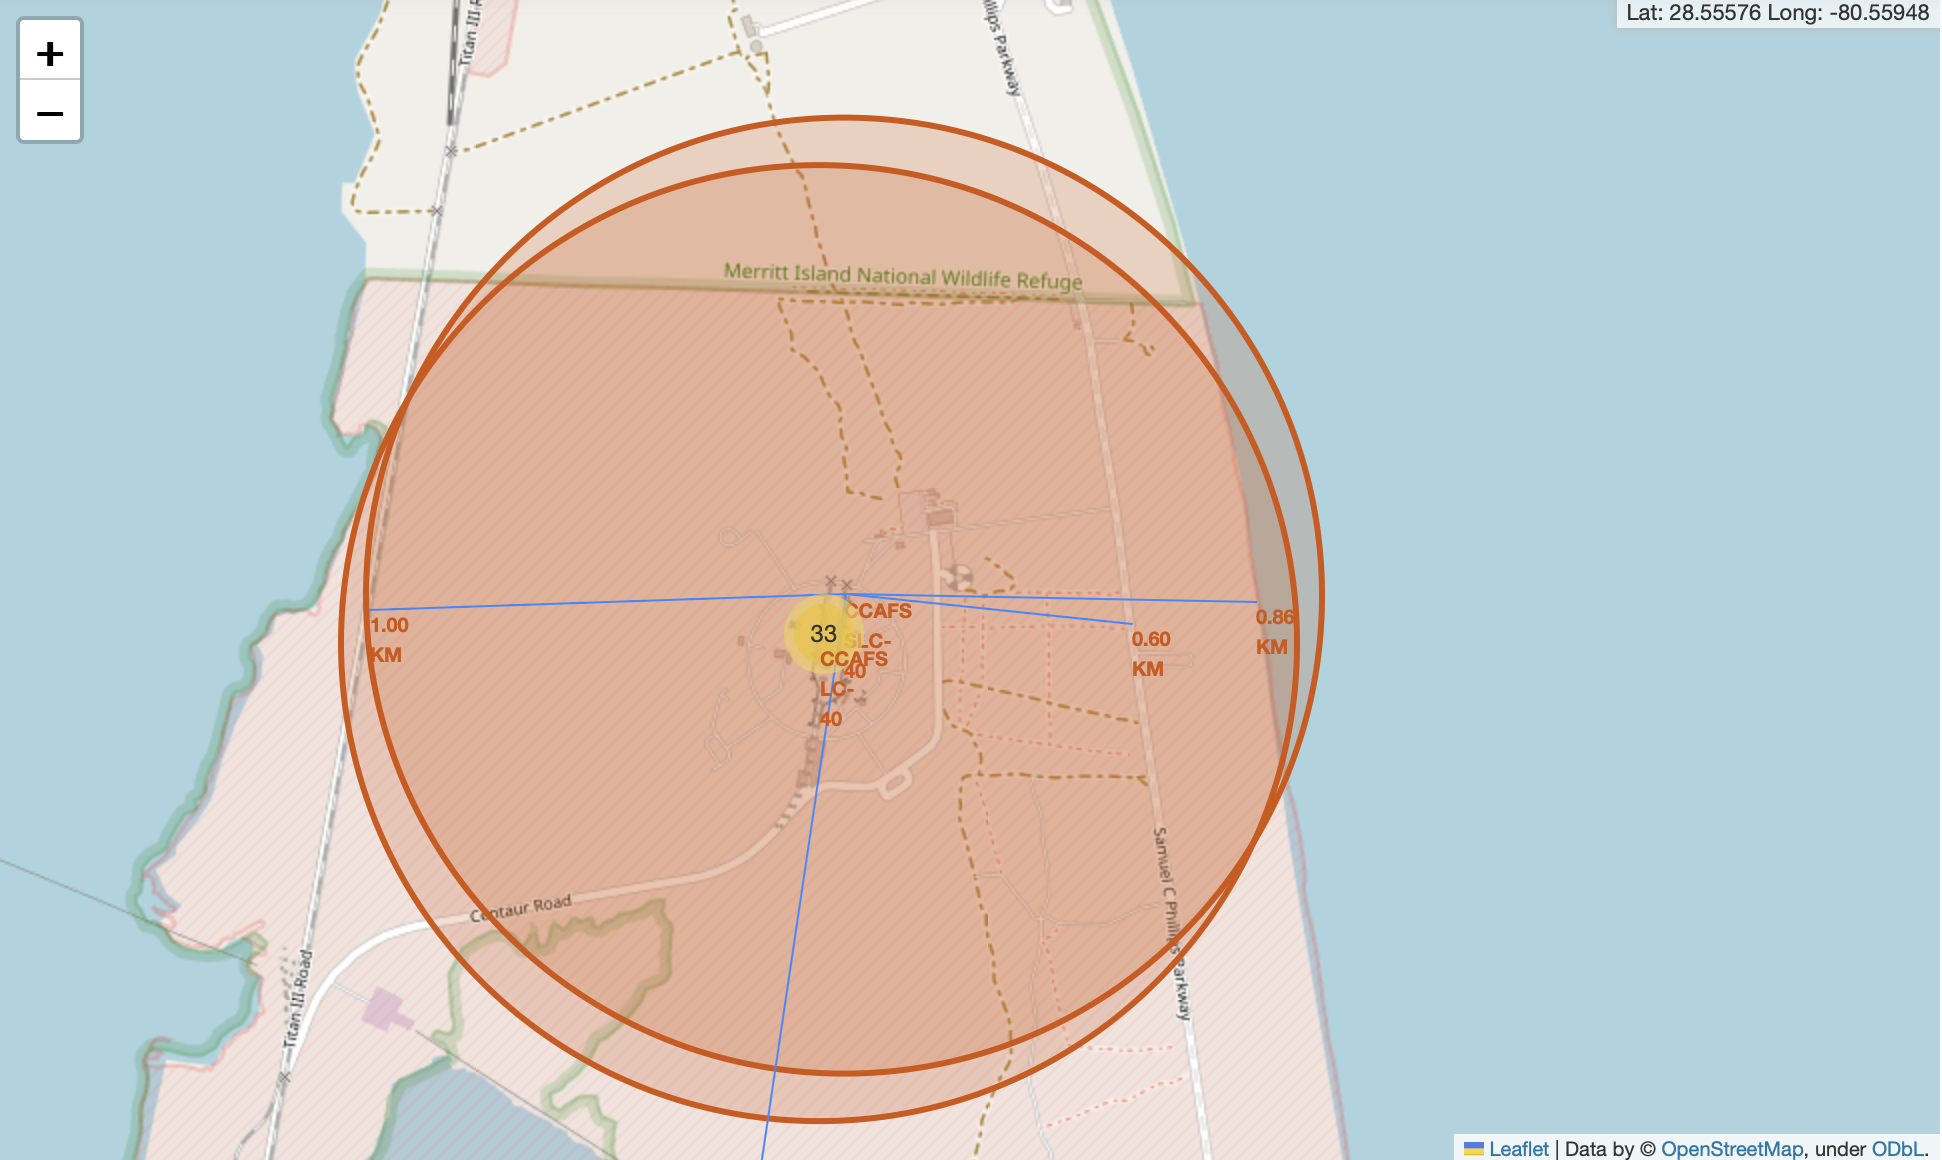 +
−
Lat: 28.55576 Long: -80.55948
Titan III R
illips Parkway
Merritt Island National Wildlife Refuge
33
CCAFS
SLC-
40
CCAFS
LC-
40
1.00
KM
0.60
KM
0.86
KM
Centaur Road
Samuel C Phillips Parkway
Titan III Road
Leaflet | Data by © OpenStreetMap, under ODbL.